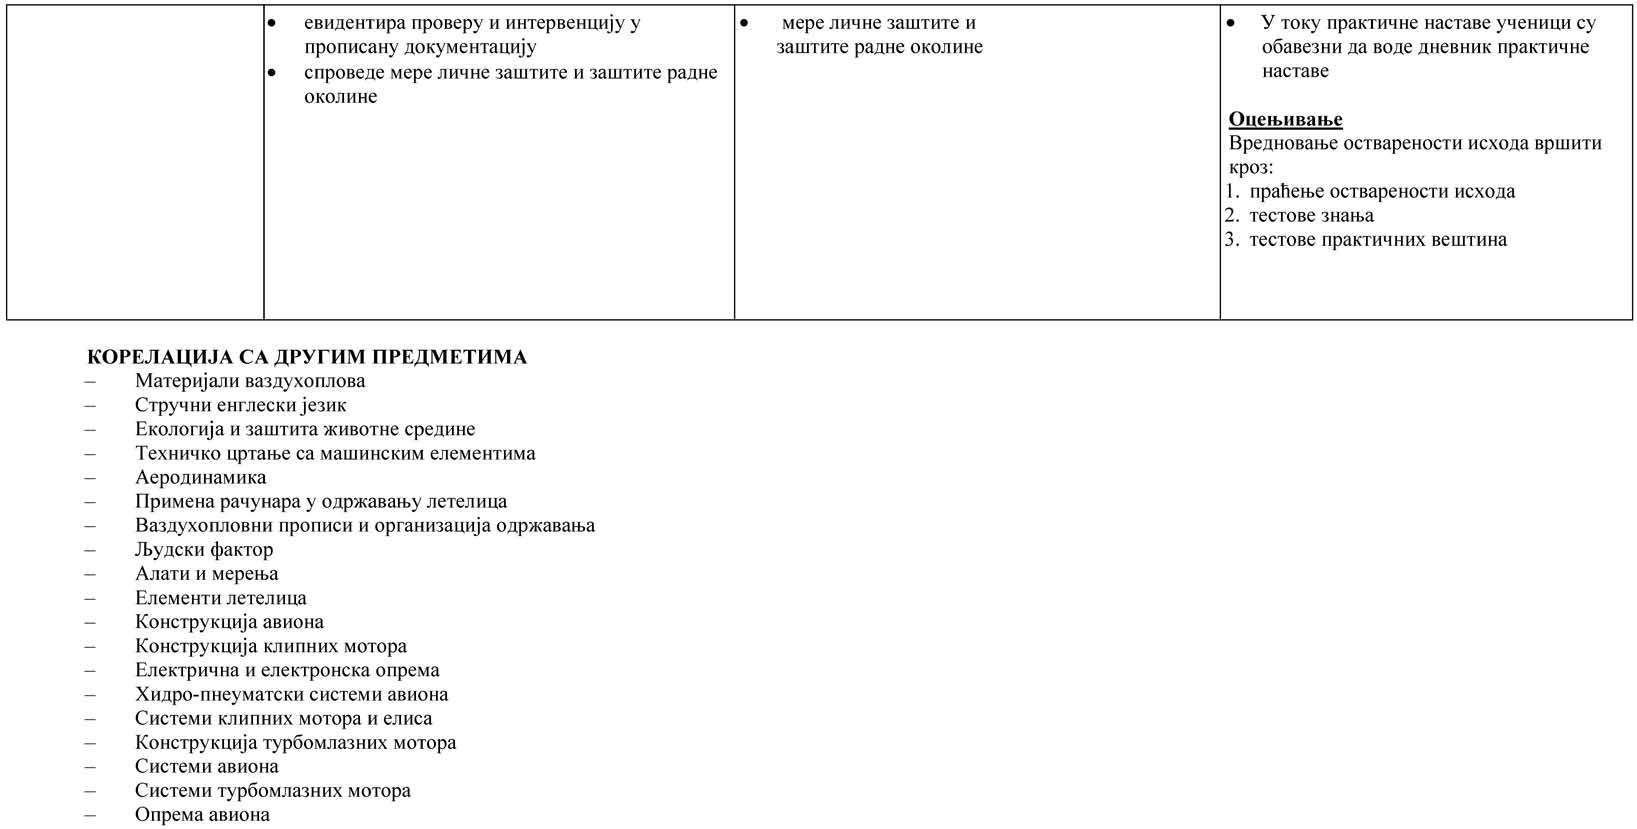 • евидентира проверу и интервенцију у
прописану документацију
• спроведе мере личне заштите и заштите радне
околине
• мере личне заштите и
заштите радне околине
• У току практичне наставе ученици су
обавезни да воде дневник практичне
наставе
Оцењивање
Вредновање остварености исхода вршити
кроз:
1. праћење остварености исхода
2. тестове знања
3. тестове практичних вештина
КОРЕЛАЦИЈА СА ДРУГИМ ПРЕДМЕТИМА
– Материјали ваздухоплова
– Стручни енглески језик
– Екологија и заштита животне средине
– Техничко цртање са машинским елементима
– Аеродинамика
– Примена рачунара у одржавању летелица
– Ваздухопловни прописи и организација одржавања
– Људски фактор
– Алати и мерења
– Елементи летелица
– Конструкција авиона
– Конструкција клипних мотора
– Електрична и електронска опрема
– Хидро-пнеуматски системи авиона
– Системи клипних мотора и елиса
– Конструкција турбомлазних мотора
– Системи авиона
– Системи турбомлазних мотора
– Опрема авиона